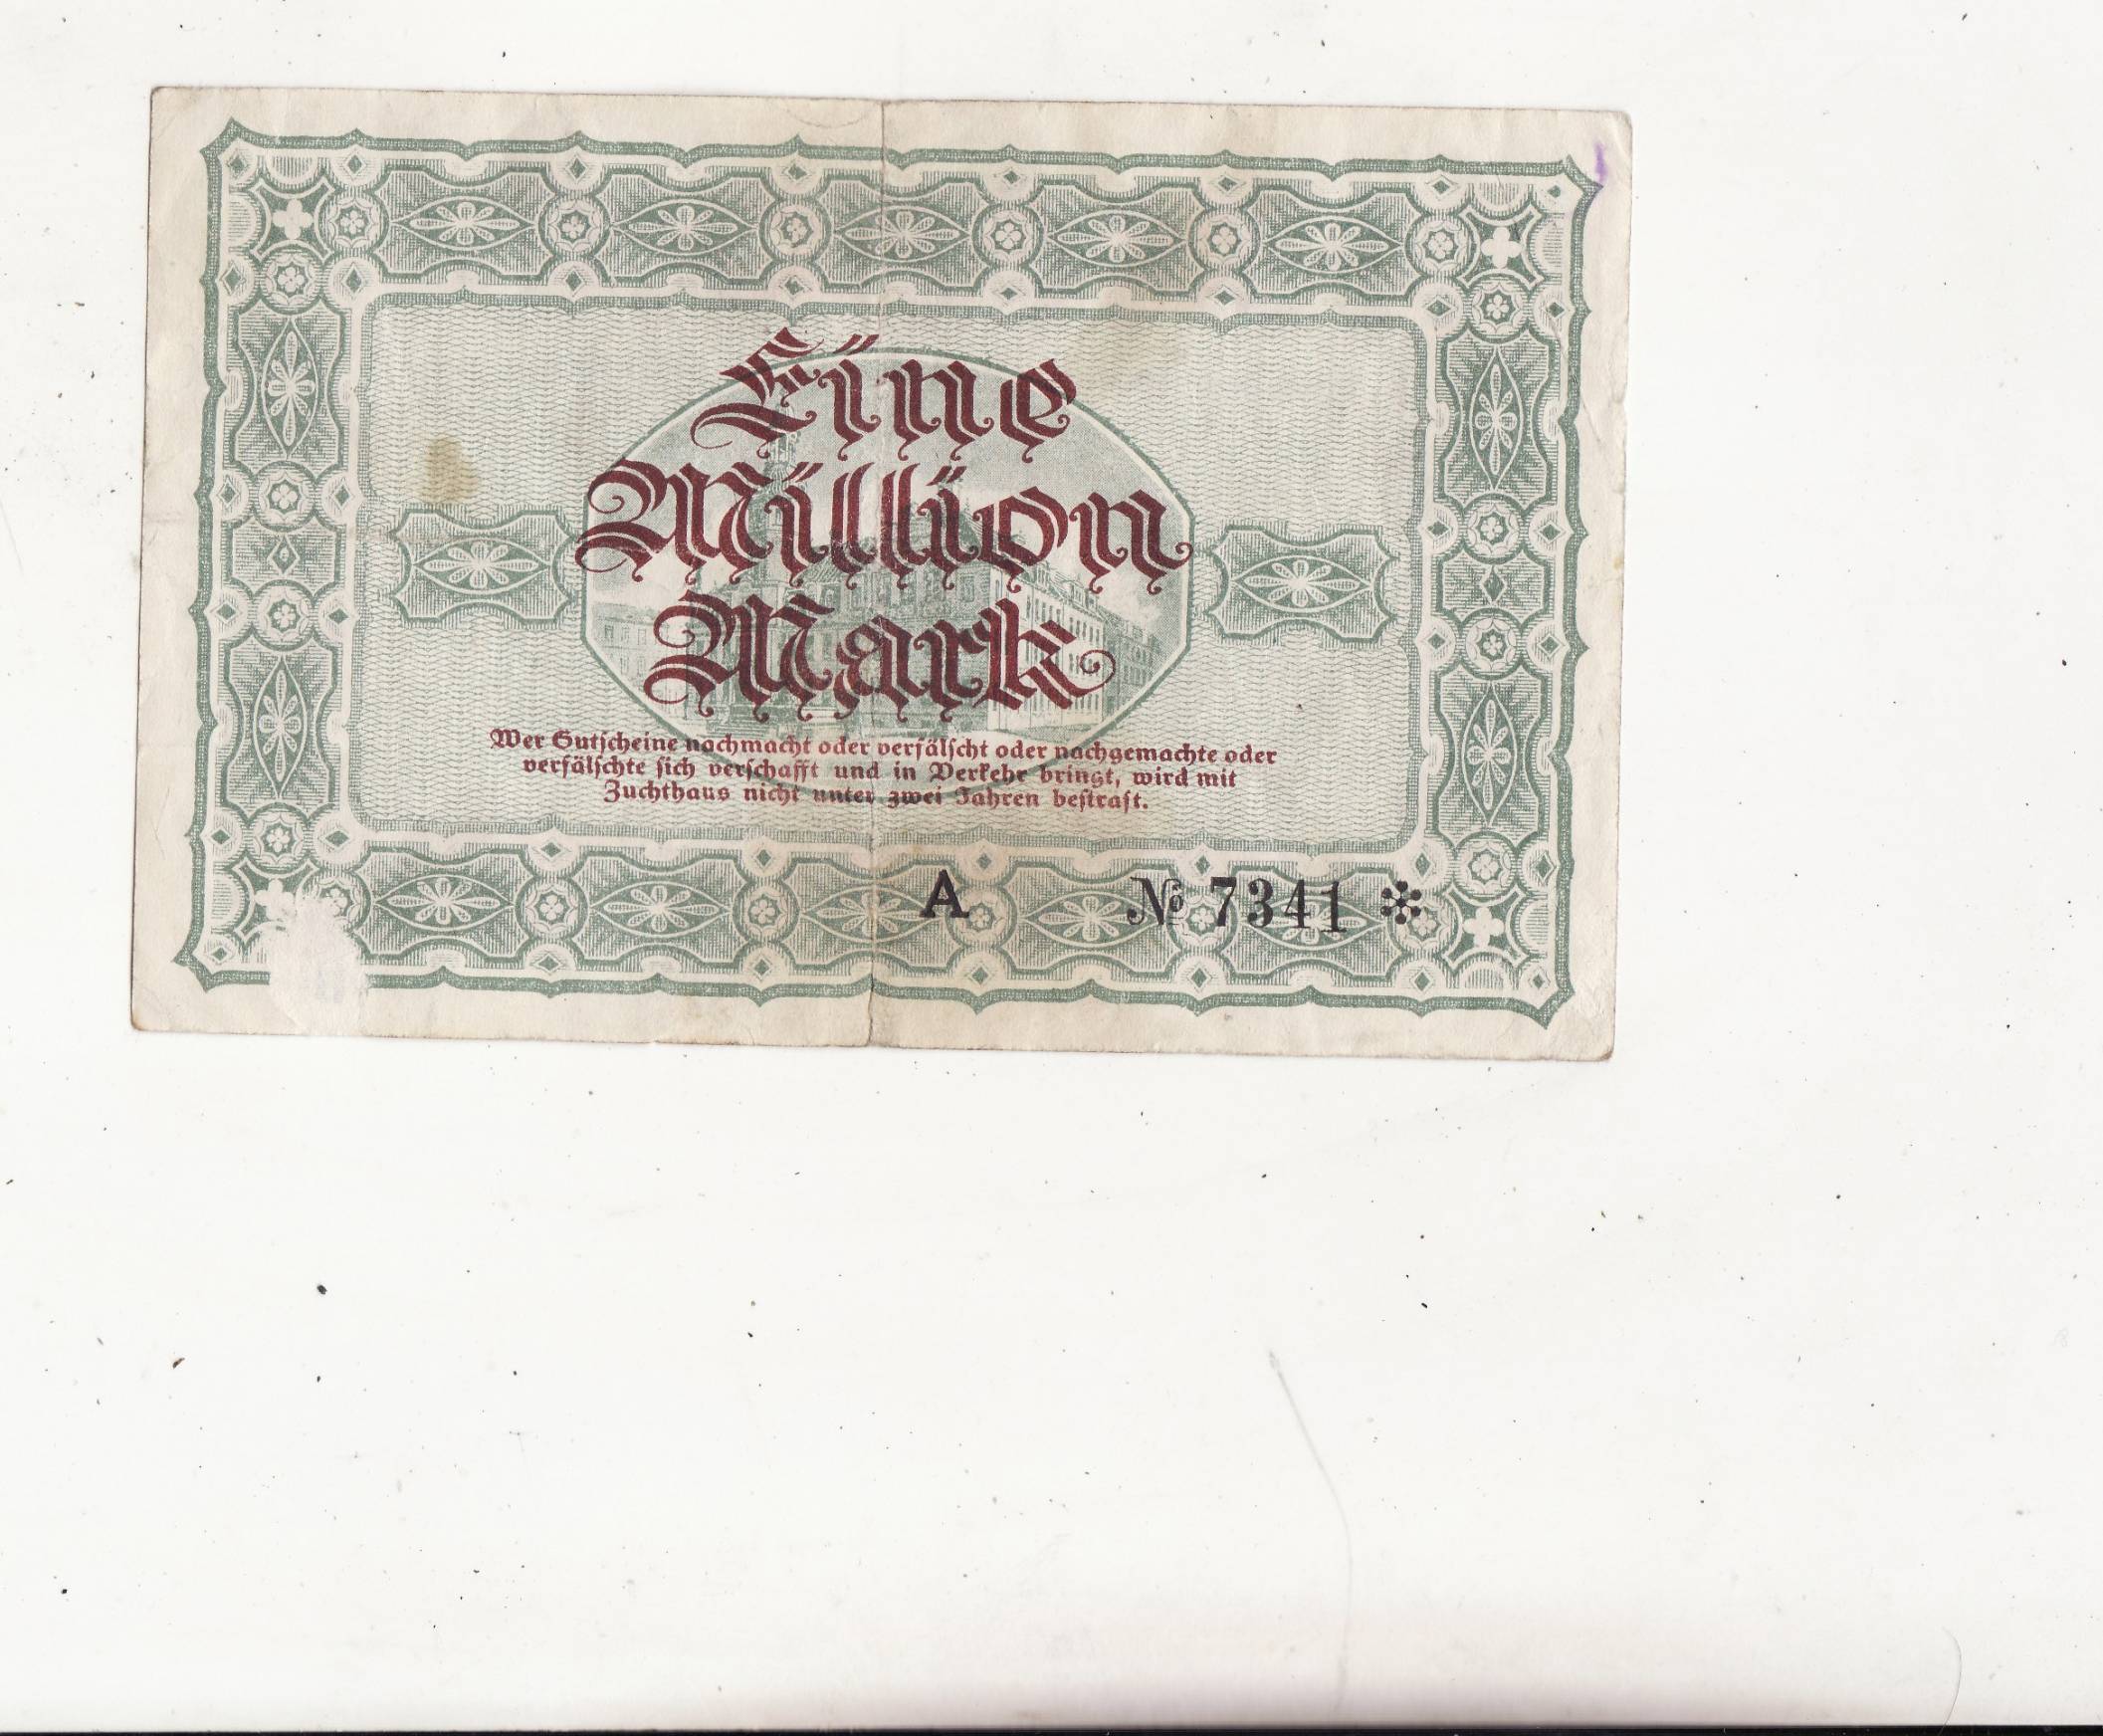 Eine
Million
Mark
Wer Gutscheine nachmacht oder verfälscht oder nachgemachte oder
verfälschte sich verschafft und in Verkehr bringt, wird mit
Zuchthaus nicht unter zwei Jahren bestraft.
A № 7341 *